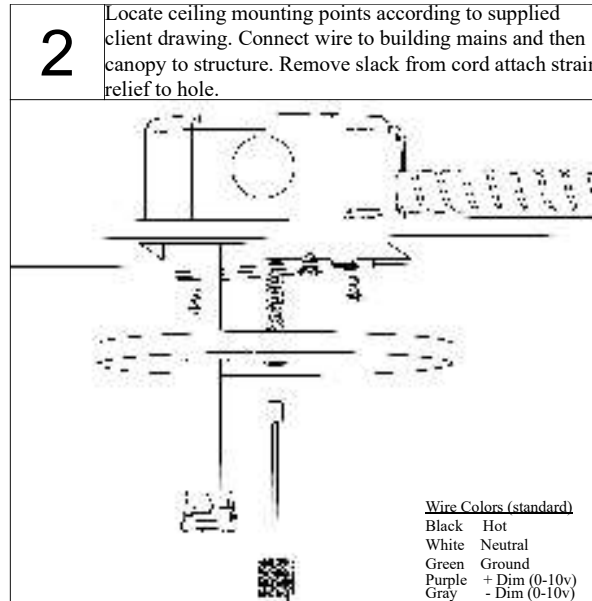 2
Locate ceiling mounting points according to supplied
client drawing. Connect wire to building mains and then
canopy to structure. Remove slack from cord attach strain
relief to hole.
Wire Colors (standard)
Black Hot
White Neutral
Green Ground
Purple + Dim (0-10v)
Gray - Dim (0-10v)